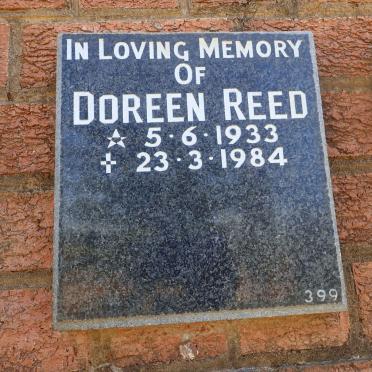 In Loving Memory
Of
Doreen Reed
☆ 5·6·1933
✝ 23·3·1984
399